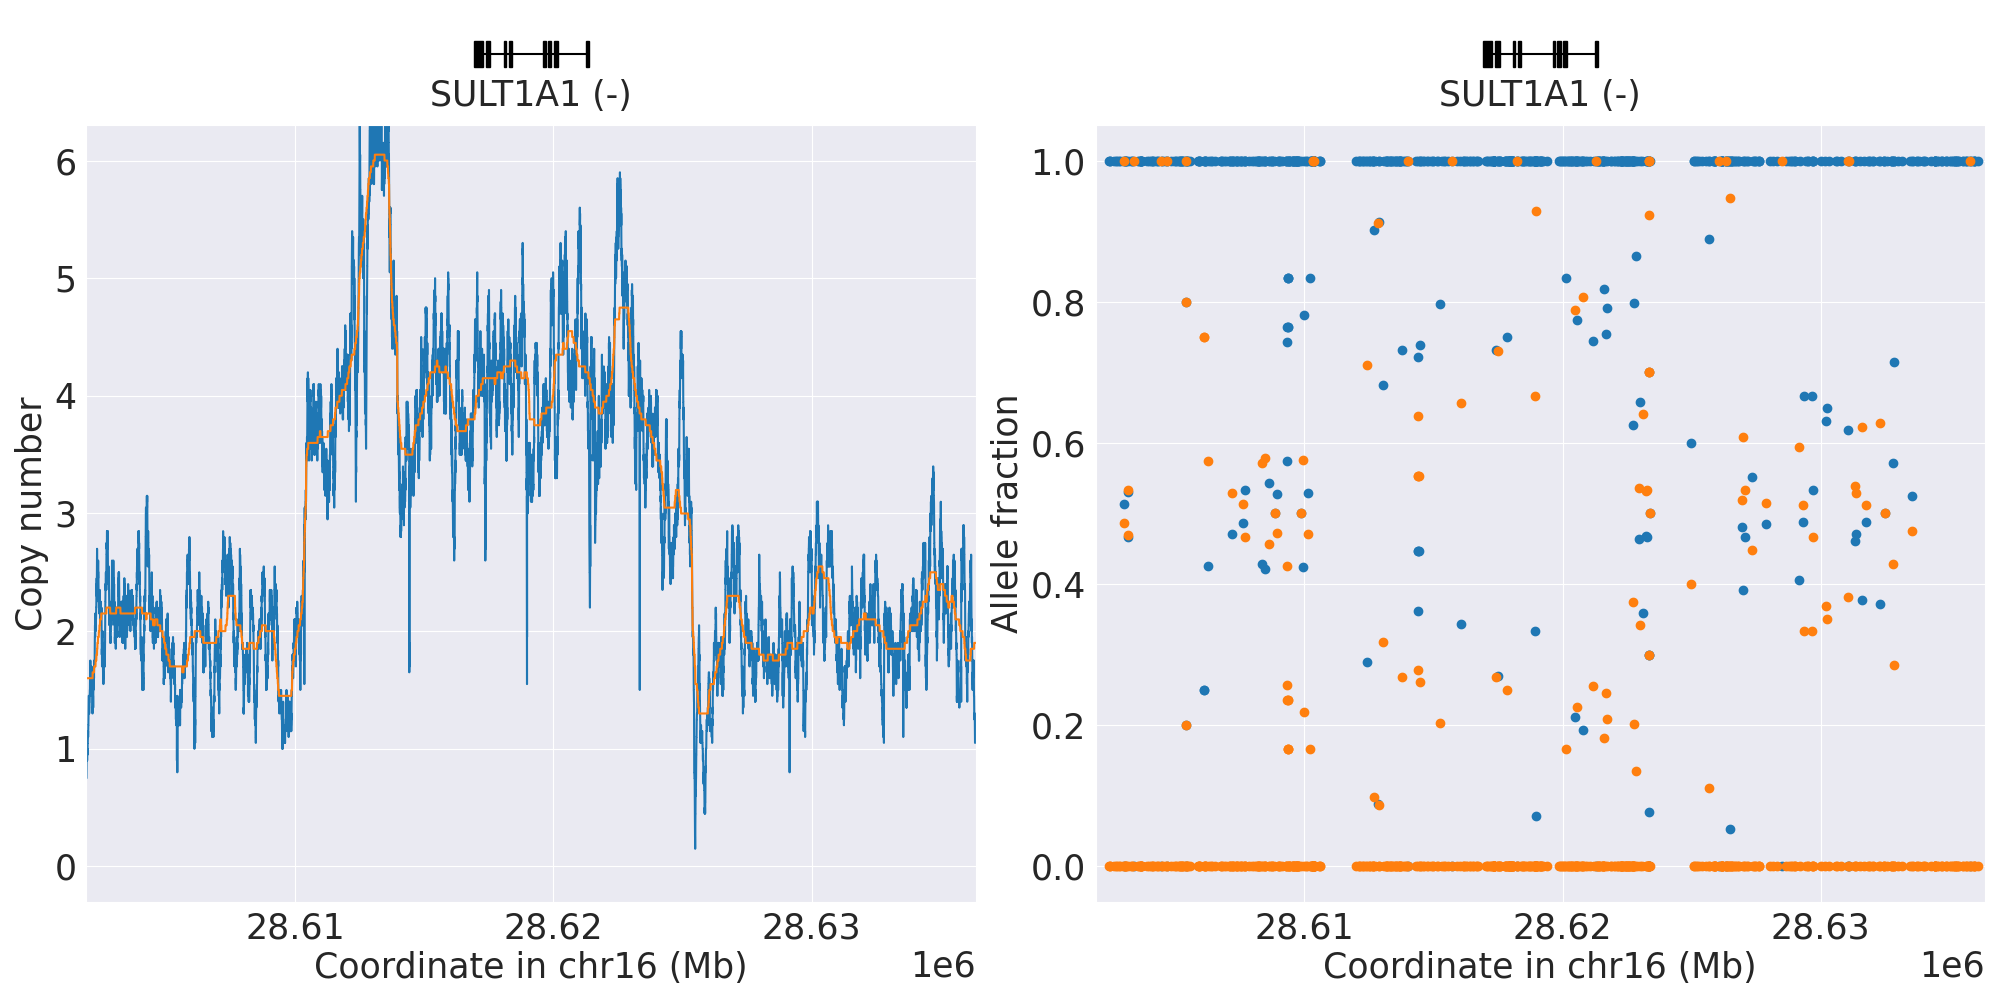 SULT1A1 (-)
Copy number
6
5
4
3
2
1
0
28.61
28.62
28.63
Coordinate in chr16 (Mb)
1e6
SULT1A1 (-)
Allele fraction
1.0
0.8
0.6
0.4
0.2
0.0
28.61
28.62
28.63
Coordinate in chr16 (Mb)
1e6